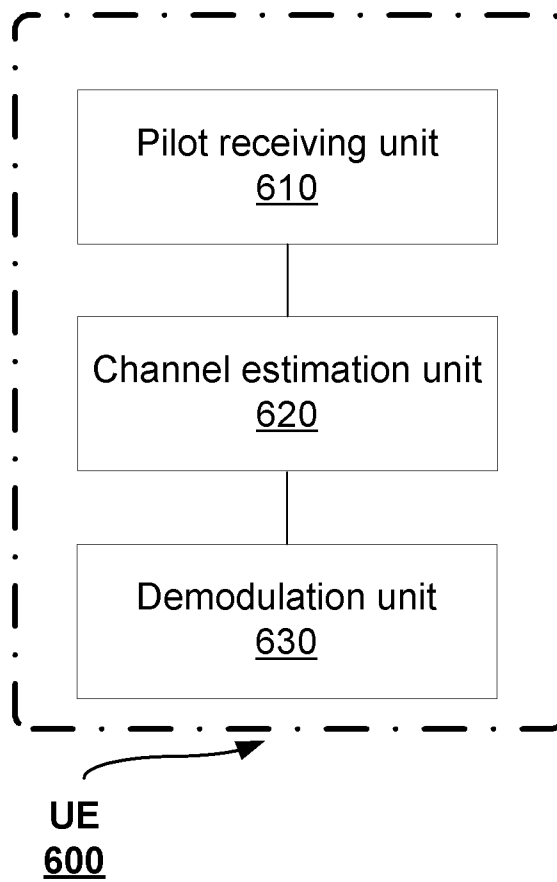 Pilot receiving unit
610
Channel estimation unit
620
Demodulation unit
630
UE
600